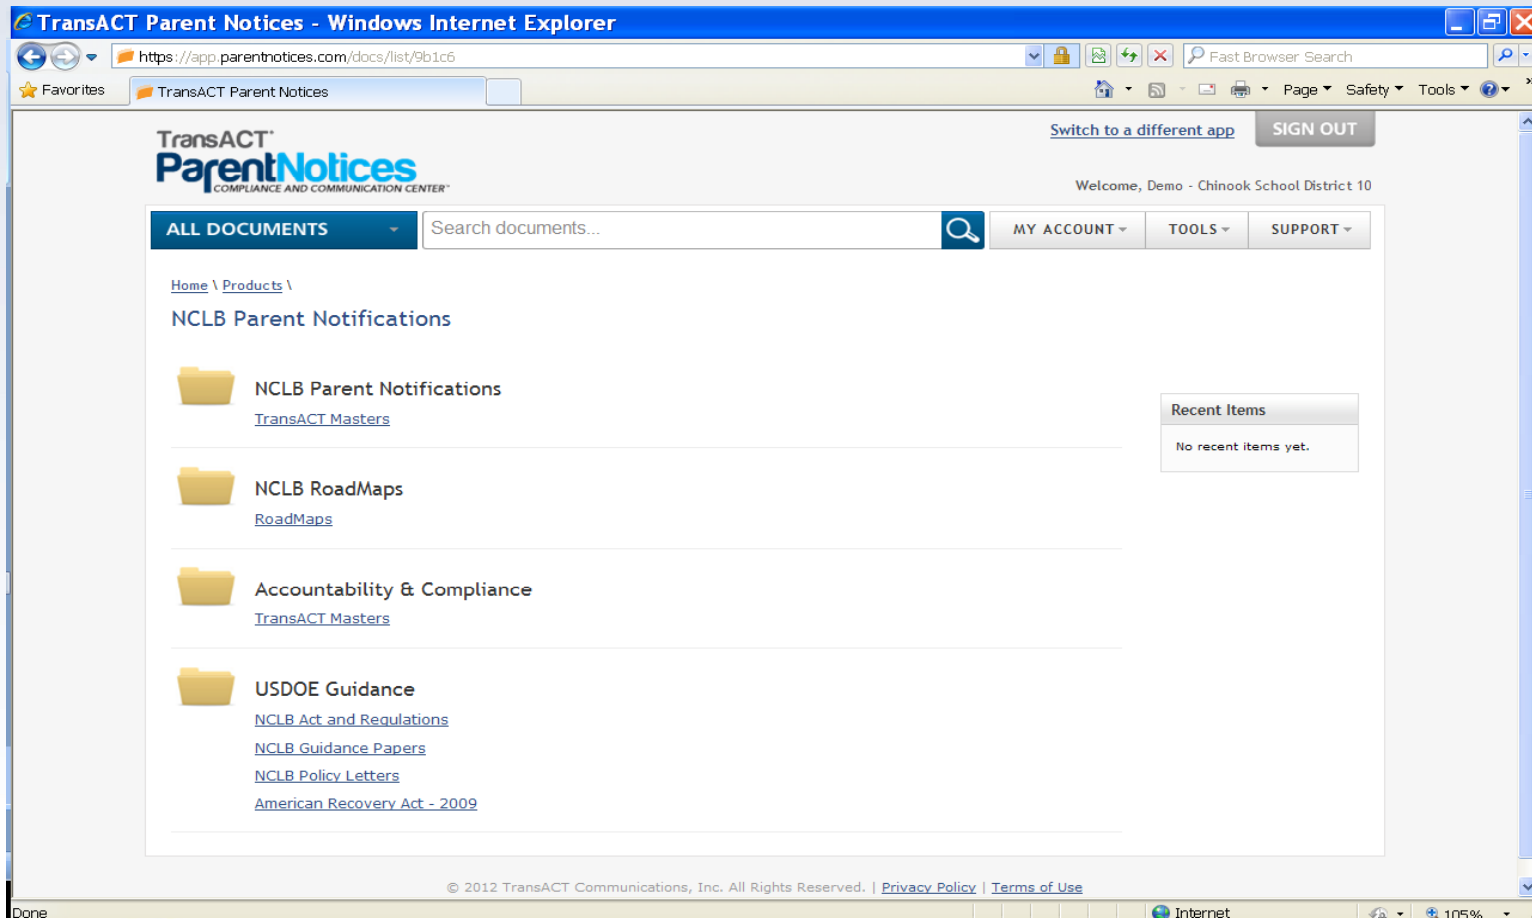 TransACT Parent Notices - Windows Internet Explorer
https://app.parentnotices.com/docs/list/9b1c6
Fast Browser Search
Favorites
TransACT Parent Notices
Page Safety Tools
TransACT
ParentNotices
COMPLIANCE AND COMMUNICATION CENTER
Switch to a different app
SIGN OUT
Welcome, Demo - Chinook School District 10
ALL DOCUMENTS
Search documents...
MY ACCOUNT
TOOLS
SUPPORT
Home \ Products \
NCLB Parent Notifications
NCLB Parent Notifications
TransACT Masters
Recent Items
No recent items yet.
NCLB RoadMaps
RoadMaps
Accountability & Compliance
TransACT Masters
USDOE Guidance
NCLB Act and Regulations
NCLB Guidance Papers
NCLB Policy Letters
American Recovery Act - 2009
© 2012 TransACT Communications, Inc. All Rights Reserved. | Privacy Policy | Terms of Use
Done
Internet
105%